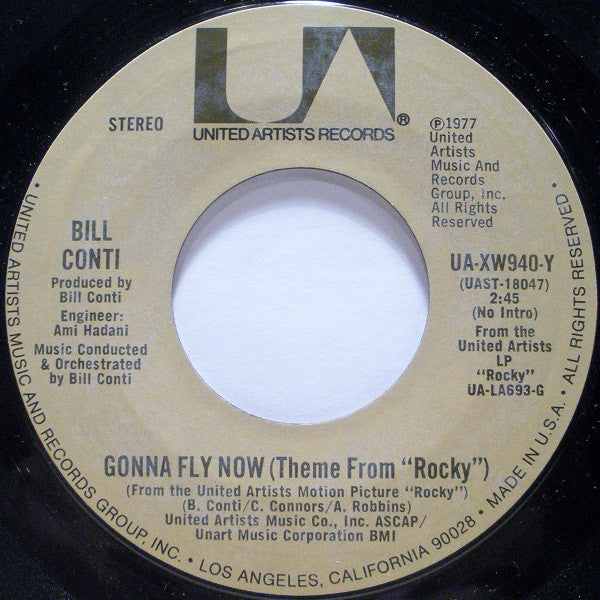 UA®
UNITED ARTISTS RECORDS
STEREO
℗1977
United
Artists
Music And
Records
Group, Inc.
All Rights
Reserved
BILL
CONTI
Produced by
Bill Conti
Engineer:
Ami Hadani
Music Conducted
& Orchestrated
by Bill Conti
UA-XW940-Y
(UAST-18047)
2:45
(No Intro)
From the
United Artists
LP
"Rocky"
UA-LA693-G
GONNA FLY NOW (Theme From "Rocky")
(From the United Artists Motion Picture "Rocky")
(B. Conti/C. Connors/A. Robbins)
United Artists Music Co., Inc. ASCAP/
Unart Music Corporation BMI
• UNITED ARTISTS MUSIC AND RECORDS GROUP, INC. • LOS ANGELES, CALIFORNIA 90028 • MADE IN U.S.A. • ALL RIGHTS RESERVED •